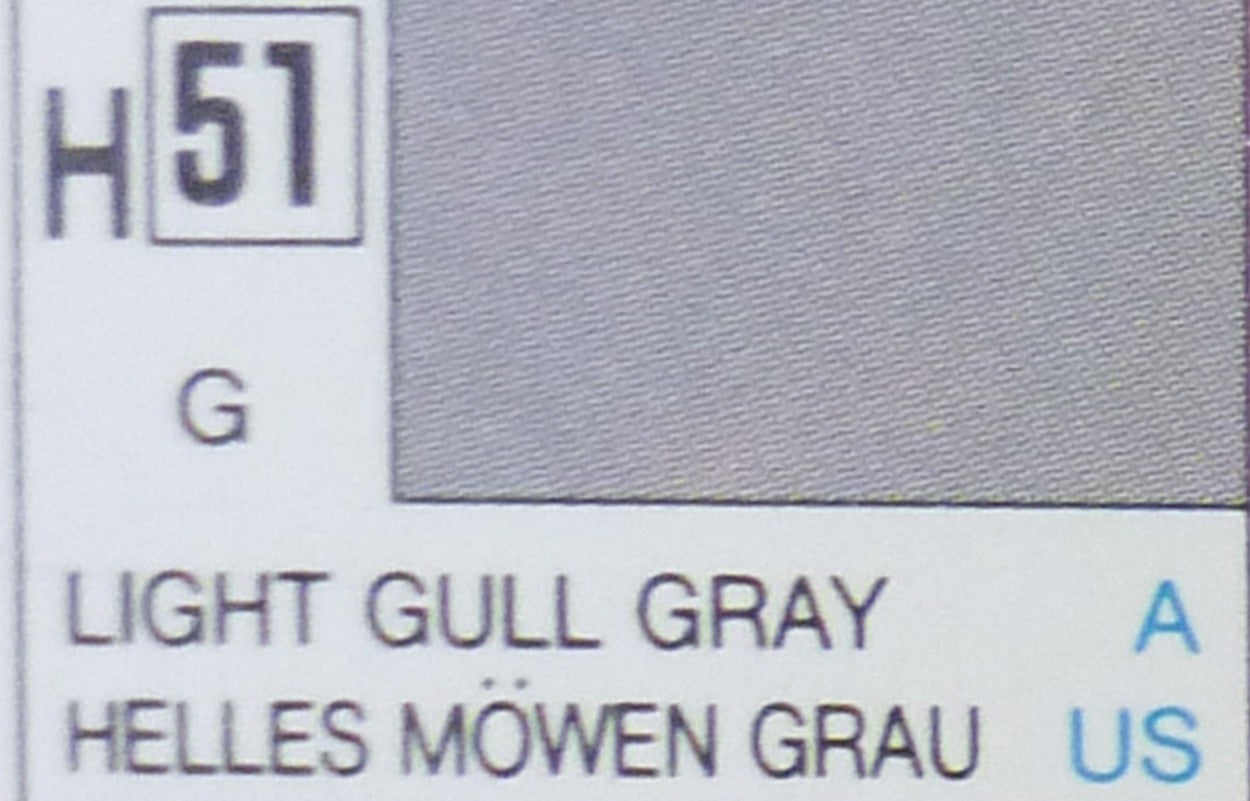 H 51
G
LIGHT GULL GRAY A
HELLES MÖWEN GRAU US